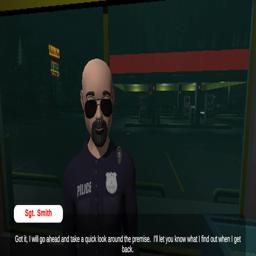 POLICE
Sgt. Smith
Got it, I will go ahead and take a quick look around the premise. I'll let you know what I find out when I get
back.